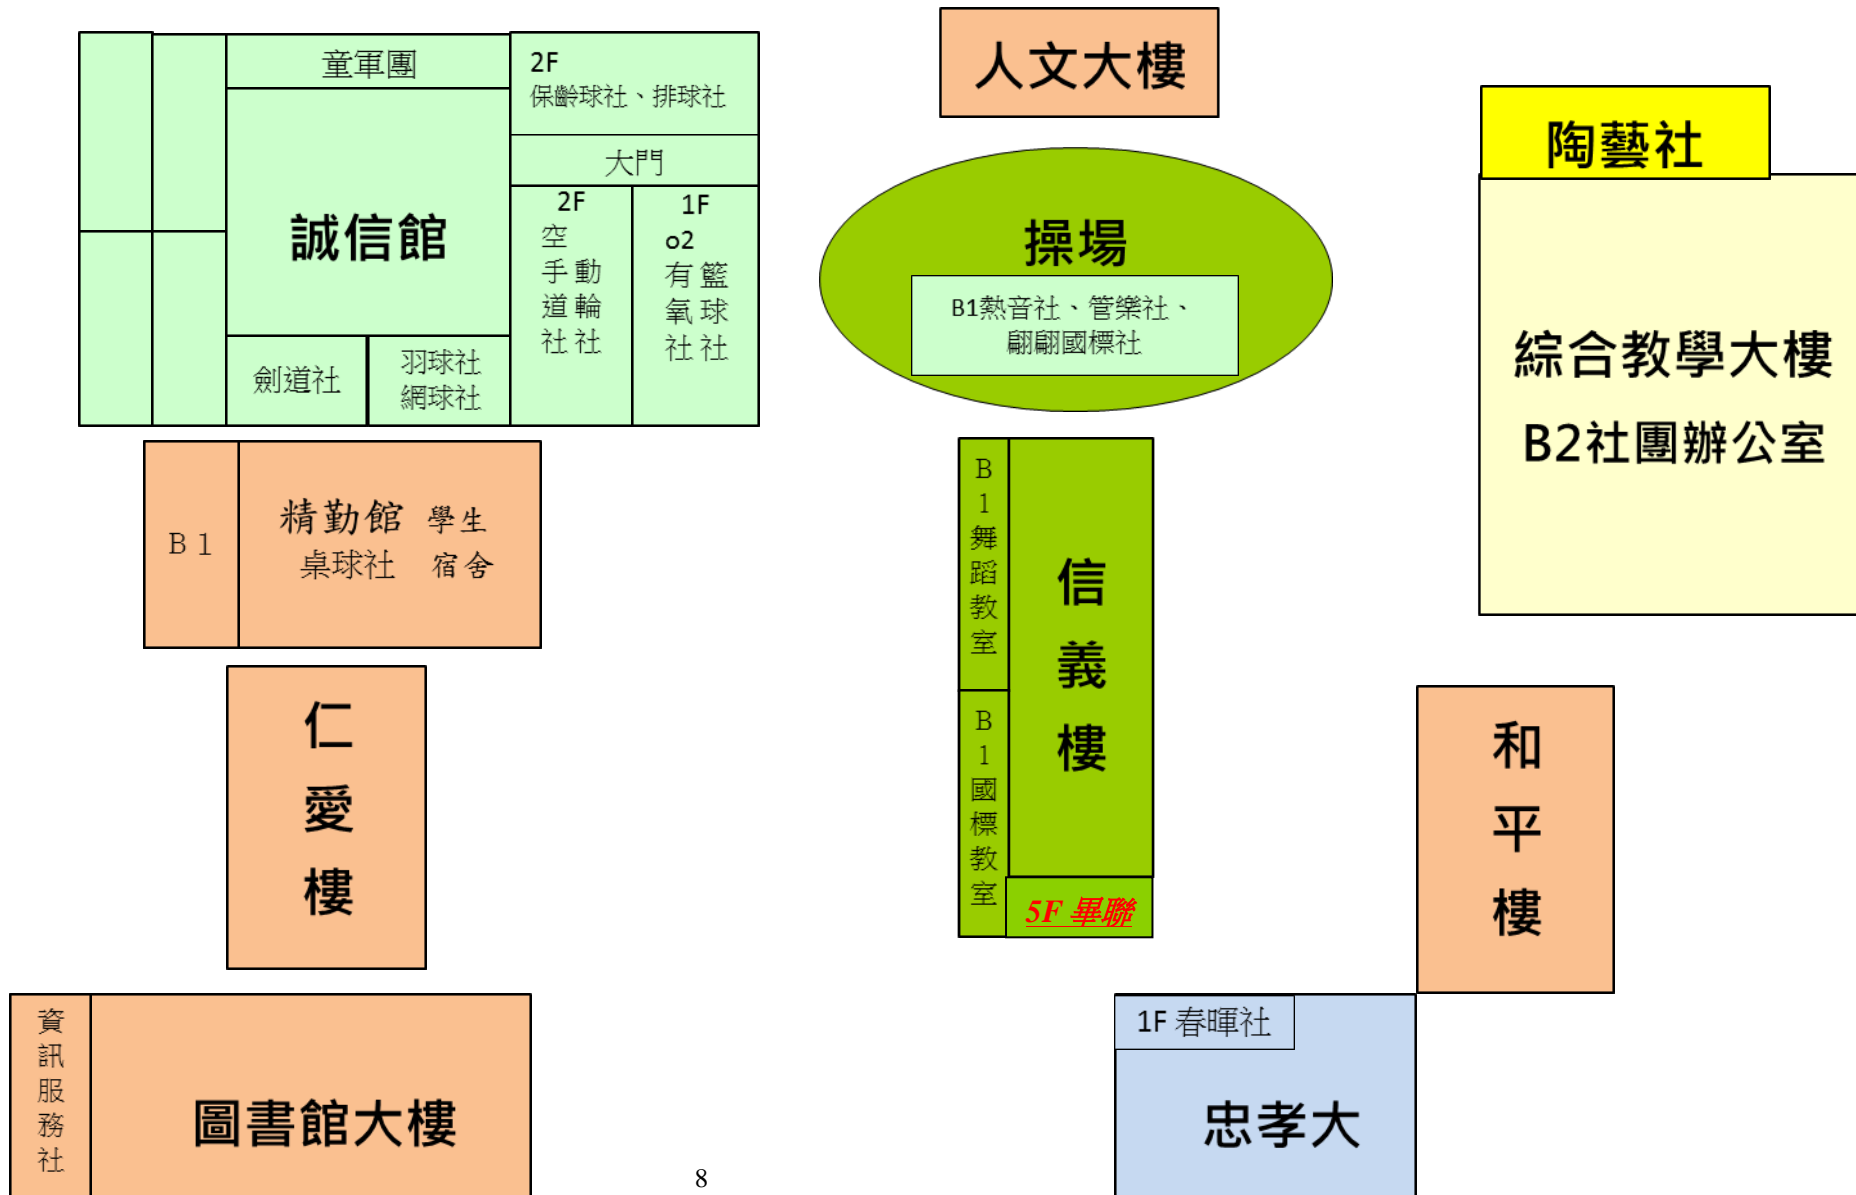 童軍團
2F
保齡球社、排球社
大門
誠信館
2F
空
手動
道輪
社社
1F
o2
有籃
氧球
社社
劍道社
羽球社
網球社
人文大樓
操場
B1熱音社、管樂社、
翩翩國標社
陶藝社
綜合教學大樓
B2社團辦公室
B1
精勤館 學生
桌球社 宿舍
B1舞蹈教室
信義樓
B1國標教室
5F 畢聯
仁愛樓
和平樓
資訊服務社
圖書館大樓
1F 春暉社
忠孝大
8